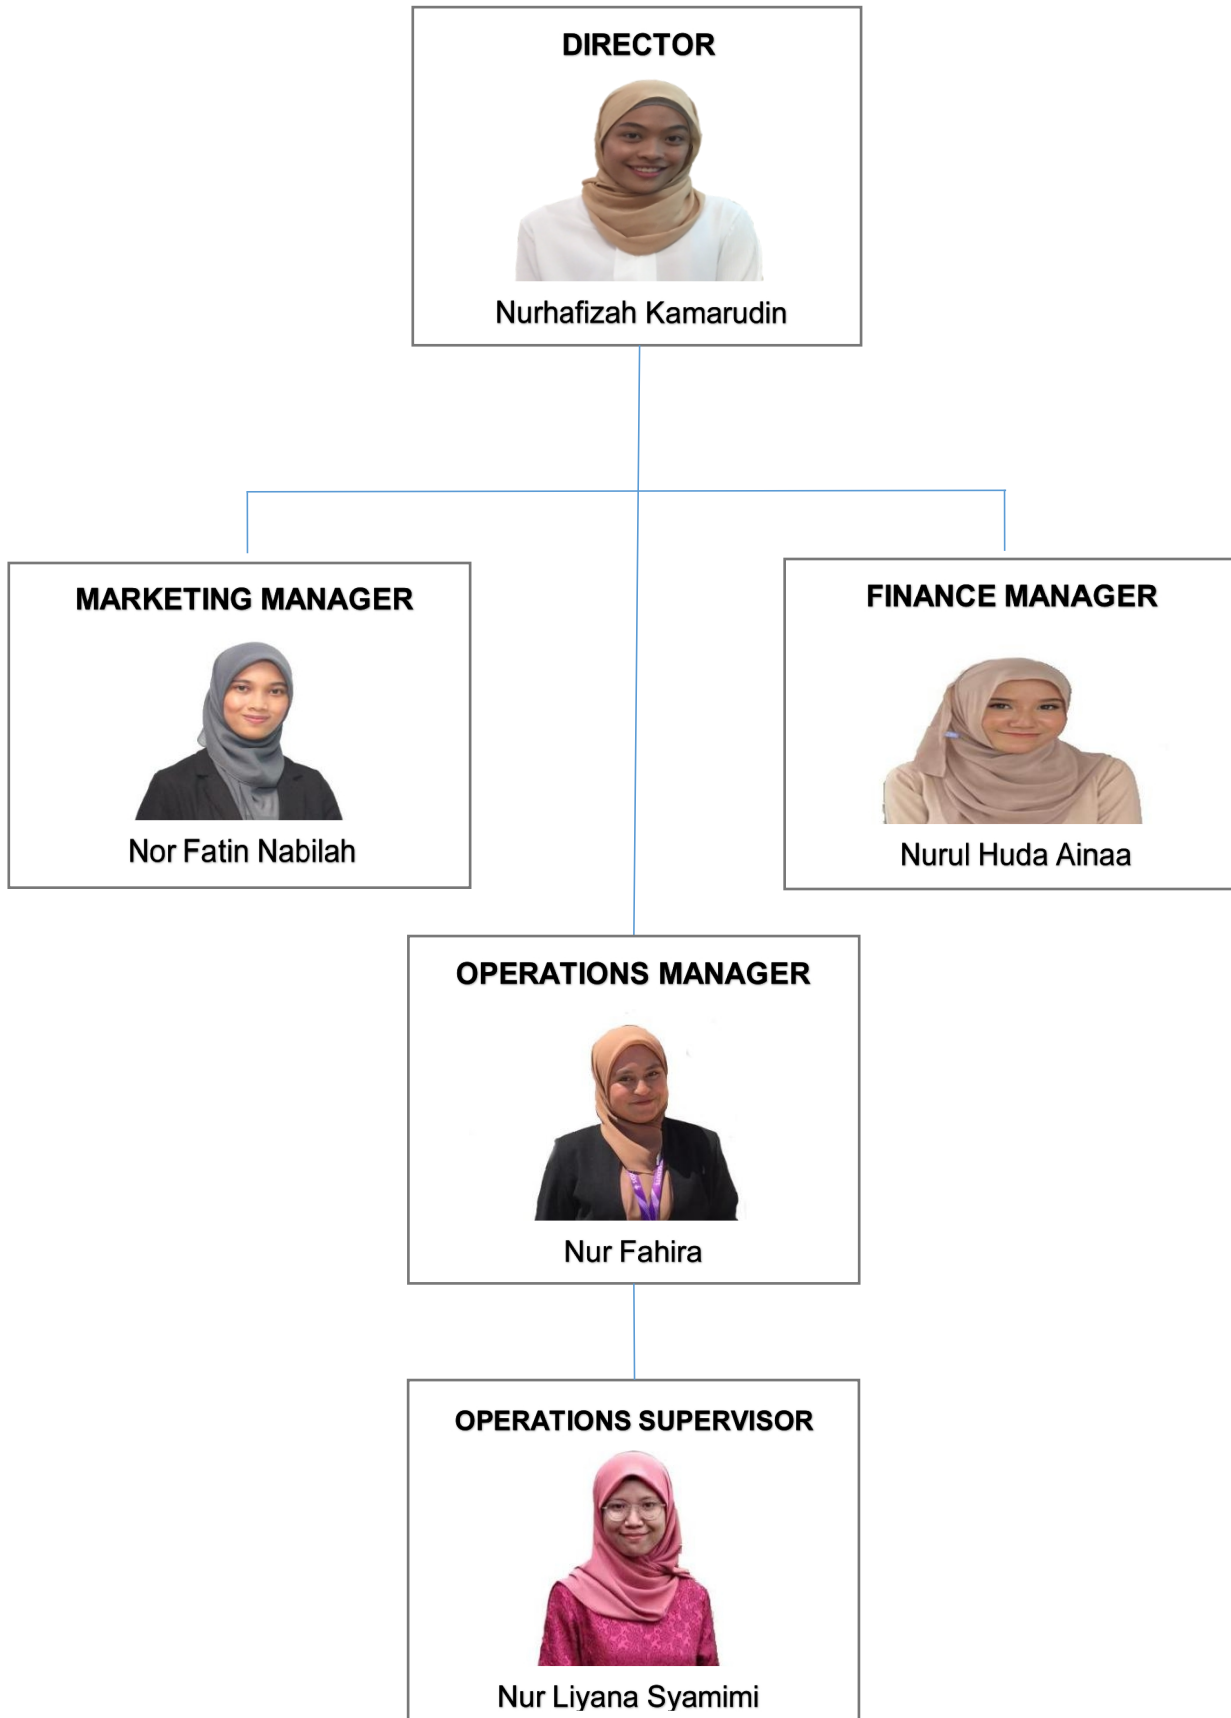 DIRECTOR
Nurhafizah Kamarudin
MARKETING MANAGER
Nor Fatin Nabilah
FINANCE MANAGER
Nurul Huda Ainaa
OPERATIONS MANAGER
Nur Fahira
OPERATIONS SUPERVISOR
Nur Liyana Syamimi